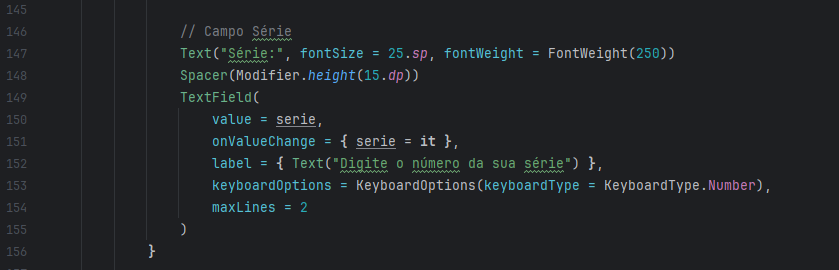 145
146 // Campo Série
147 Text("Série:", fontSize = 25.sp, fontWeight = FontWeight(250))
148 Spacer(Modifier.height(15.dp))
149 TextField(
150 value = serie,
151 onValueChange = { serie = it },
152 label = { Text("Digite o número da sua série") },
153 keyboardOptions = KeyboardOptions(keyboardType = KeyboardType.Number),
154 maxLines = 2
155 )
156 }